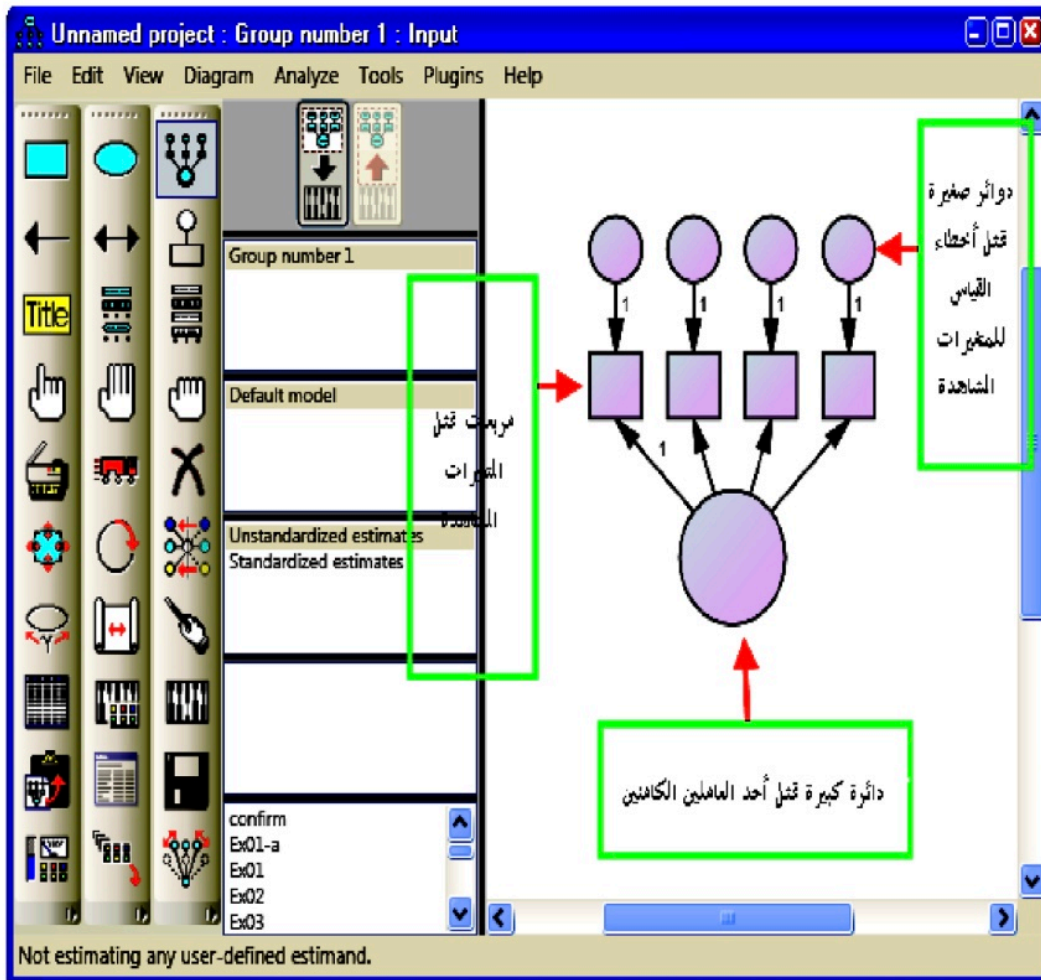 Unnamed project : Group number 1 : Input
File Edit View Diagram Analyze Tools Plugins Help
Title
Group number 1
Default model
Unstandardized estimates
Standardized estimates
confirm
Ex01-a
Ex01
Ex02
Ex03
مربعات تمثل
المتغيرات
المشاهدة
1
1
1
1
1
دوائر صغيرة
تمثل أخطاء
القياس
للمغيرات
المشاهدة
دائرة كبيرة تمثل أحد العاملين الكامنين
Not estimating any user-defined estimand.